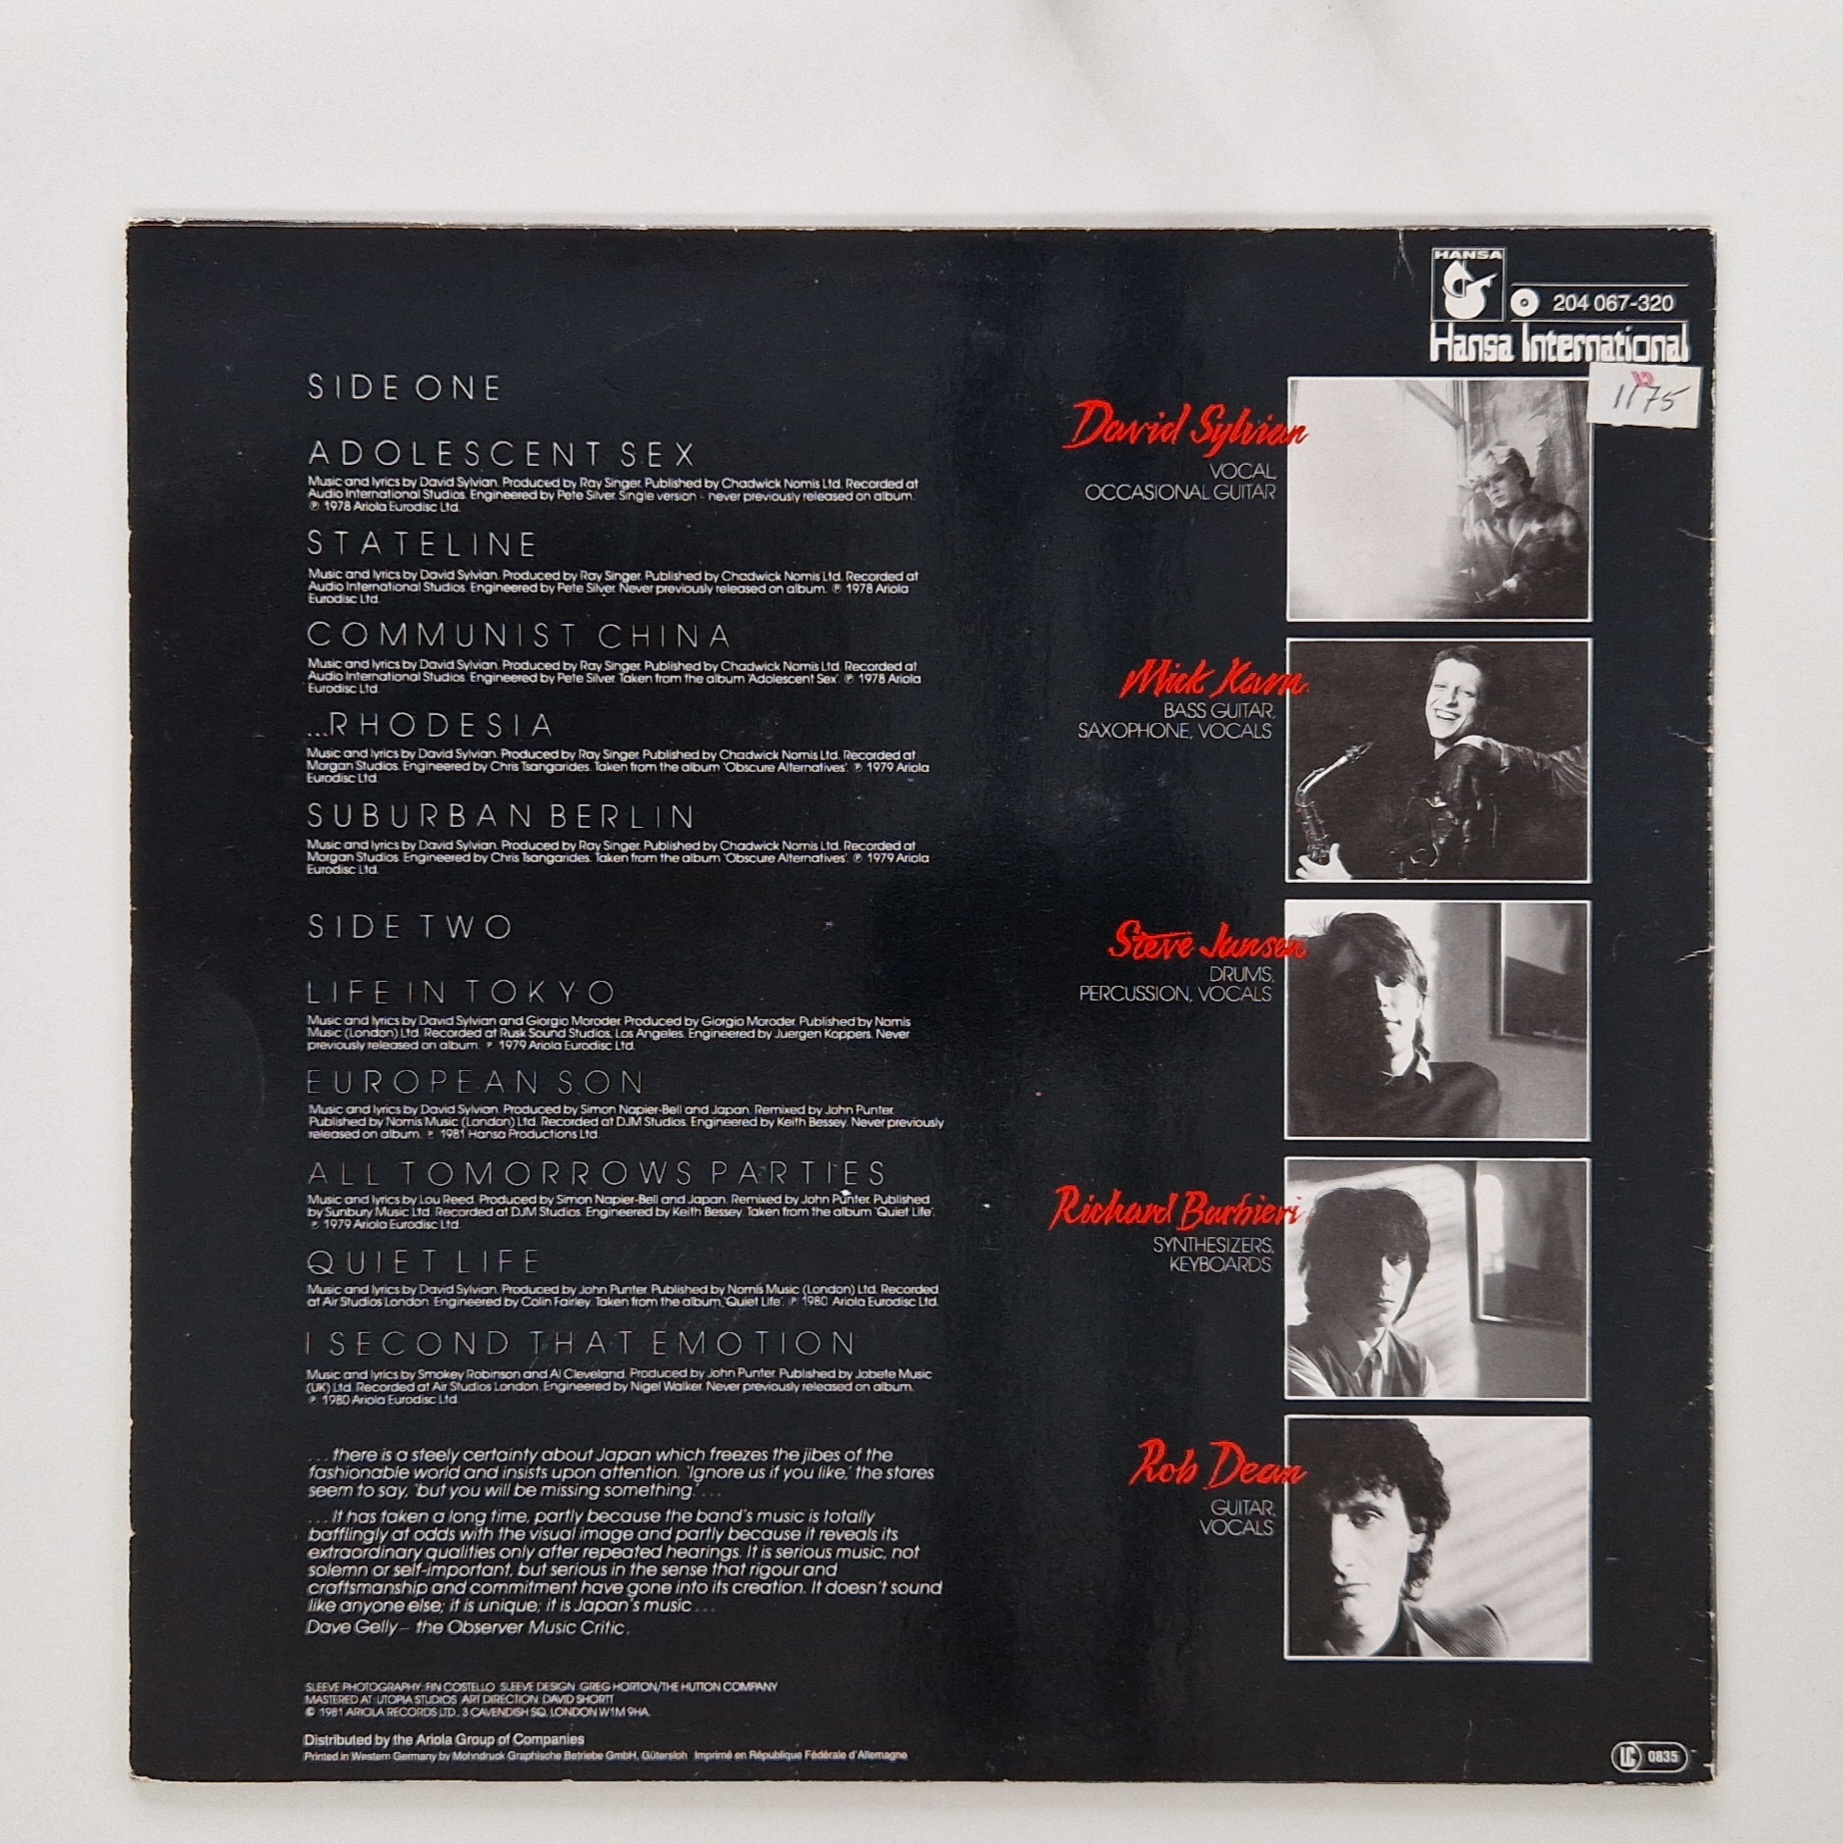 HANSA
204 067-320
Hansa International
1175
SIDE ONE
ADOLESCENT SEX
Music and lyrics by David Sylvian. Produced by Ray Singer. Published by Chadwick Nomis Ltd. Recorded at
Audio International Studios. Engineered by Pete Silver. Single version - never previously released on album.
℗ 1978 Ariola Eurodisc Ltd.
STATELINE
Music and lyrics by David Sylvian. Produced by Ray Singer. Published by Chadwick Nomis Ltd. Recorded at
Audio International Studios. Engineered by Pete Silver. Never previously released on album. ℗ 1978 Ariola
Eurodisc Ltd.
COMMUNIST CHINA
Music and lyrics by David Sylvian. Produced by Ray Singer. Published by Chadwick Nomis Ltd. Recorded at
Audio International Studios. Engineered by Pete Silver. Taken from the album 'Adolescent Sex'. ℗ 1978 Ariola
Eurodisc Ltd.
...RHODESIA
Music and lyrics by David Sylvian. Produced by Ray Singer. Published by Chadwick Nomis Ltd. Recorded at
Morgan Studios. Engineered by Chris Tsangarides. Taken from the album 'Obscure Alternatives'. ℗ 1979 Ariola
Eurodisc Ltd.
SUBURBAN BERLIN
Music and lyrics by David Sylvian. Produced by Ray Singer. Published by Chadwick Nomis Ltd. Recorded at
Morgan Studios. Engineered by Chris Tsangarides. Taken from the album 'Obscure Alternatives'. ℗ 1979 Ariola
Eurodisc Ltd.
SIDE TWO
LIFE IN TOKYO
Music and lyrics by David Sylvian and Giorgio Moroder. Produced by Giorgio Moroder. Published by Nomis
Music (London) Ltd. Recorded at Rusk Sound Studios, Los Angeles. Engineered by Juergen Koppers. Never
previously released on album. ℗ 1979 Ariola Eurodisc Ltd.
EUROPEAN SON
Music and lyrics by David Sylvian. Produced by Simon Napier-Bell and Japan. Remixed by John Punter.
Published by Nomis Music (London) Ltd. Recorded at DJM Studios. Engineered by Keith Bessey. Never previously
released on album. ℗ 1981 Hansa Productions Ltd.
ALL TOMORROWS PARTIES
Music and lyrics by Lou Reed. Produced by Simon Napier-Bell and Japan. Remixed by John Punter. Published
by Sunbury Music Ltd. Recorded at DJM Studios. Engineered by Keith Bessey. Taken from the album 'Quiet Life'.
℗ 1979 Ariola Eurodisc Ltd.
QUIET LIFE
Music and lyrics by David Sylvian. Produced by John Punter. Published by Nomis Music (London) Ltd. Recorded
at Air Studios London. Engineered by Colin Fairley. Taken from the album 'Quiet Life'. ℗ 1980 Ariola Eurodisc Ltd.
I SECOND THAT EMOTION
Music and lyrics by Smokey Robinson and Al Cleveland. Produced by John Punter. Published by Jobete Music
(UK) Ltd. Recorded at Air Studios London. Engineered by Nigel Walker. Never previously released on album.
℗ 1980 Ariola Eurodisc Ltd.
... there is a steely certainty about Japan which freezes the jibes of the
fashionable world and insists upon attention. 'Ignore us if you like,' the stares
seem to say, 'but you will be missing something.' ...
... It has taken a long time, partly because the band's music is totally
bafflingly at odds with the visual image and partly because it reveals its
extraordinary qualities only after repeated hearings. It is serious music, not
solemn or self-important, but serious in the sense that rigour and
craftsmanship and commitment have gone into its creation. It doesn't sound
like anyone else; it is unique; it is Japan's music ...
Dave Gelly – the Observer Music Critic.
SLEEVE PHOTOGRAPHY: FIN COSTELLO SLEEVE DESIGN: GREG HORTON/THE HUTTON COMPANY
MASTERED AT: UTOPIA STUDIOS ART DIRECTION: DAVID SHORTT
© 1981 ARIOLA RECORDS LTD., 3 CAVENDISH SQ. LONDON W1M 9HA.
Distributed by the Ariola Group of Companies
Printed in Western Germany by Mohndruck Graphische Betriebe GmbH, Gütersloh Imprimé en République Fédérale d'Allemagne
David Sylvian
VOCAL,
OCCASIONAL GUITAR
Mick Karn
BASS GUITAR,
SAXOPHONE, VOCALS
Steve Jansen
DRUMS,
PERCUSSION, VOCALS
Richard Barbieri
SYNTHESIZERS,
KEYBOARDS
Rob Dean
GUITAR,
VOCALS
LC 0835